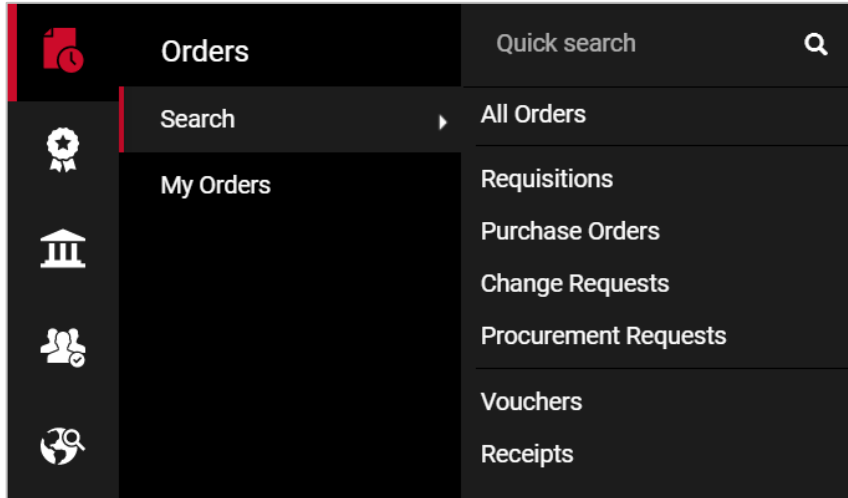 Orders
Search
My Orders
Quick search
All Orders
Requisitions
Purchase Orders
Change Requests
Procurement Requests
Vouchers
Receipts